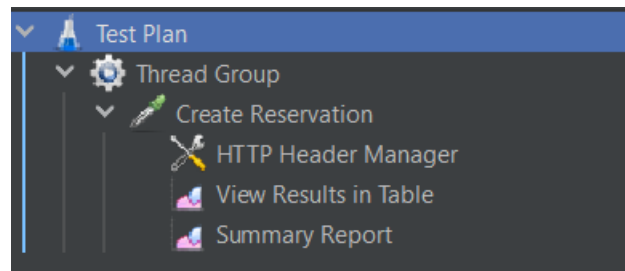 Test Plan
Thread Group
Create Reservation
HTTP Header Manager
View Results in Table
Summary Report